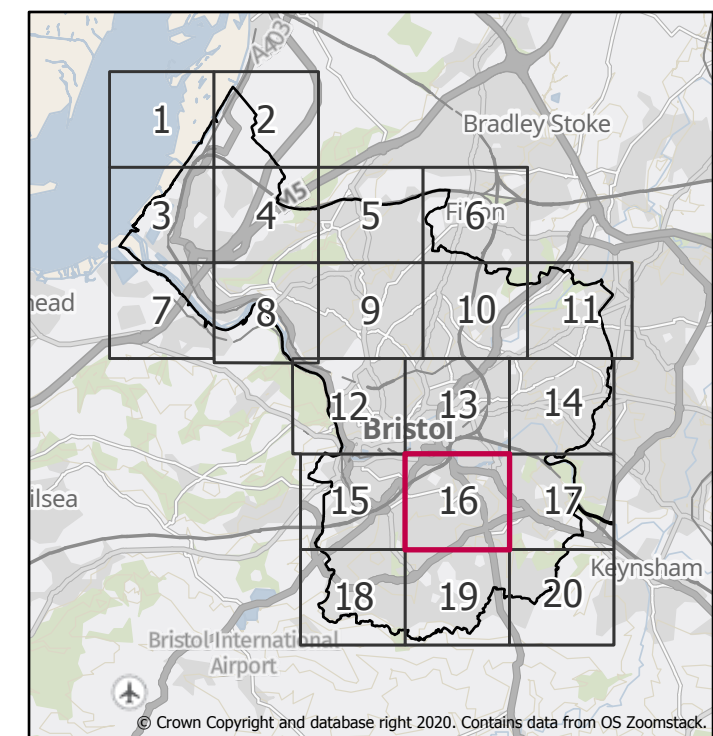 A403
1
2
Bradley Stoke
M5
3
4
5
Filton
6
head
7
8
9
10
11
12
13
14
Bristol
ilsea
15
16
17
Keynsham
18
19
20
Bristol International
Airport
© Crown Copyright and database right 2020. Contains data from OS Zoomstack.